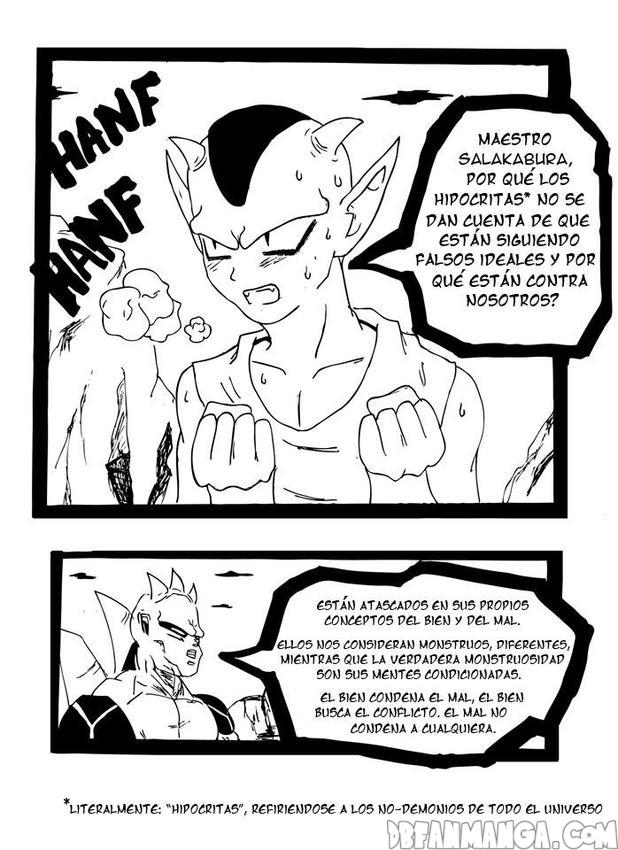 HANF
HANF
MAESTRO
SALAKABURA,
POR QUÉ LOS
HIPOCRITAS* NO SE
DAN CUENTA DE QUE
ESTÁN SIGUIENDO
FALSOS IDEALES Y POR
QUÉ ESTÁN CONTRA
NOSOTROS?
ESTÁN ATASCADOS EN SUS PROPIOS
CONCEPTOS DEL BIEN Y DEL MAL.
ELLOS NOS CONSIDERAN MONSTRUOS, DIFERENTES,
MIENTRAS QUE LA VERDADERA MONSTRUOSIDAD
SON SUS MENTES CONDICIONADAS.
EL BIEN CONDENA EL MAL, EL BIEN
BUSCA EL CONFLICTO. EL MAL NO
CONDENA A CUALQUIERA.
*LITERALMENTE: "HIPOCRITAS", REFIRIENDOSE A LOS NO-DEMONIOS DE TODO EL UNIVERSO
DBFANMANGA.COM